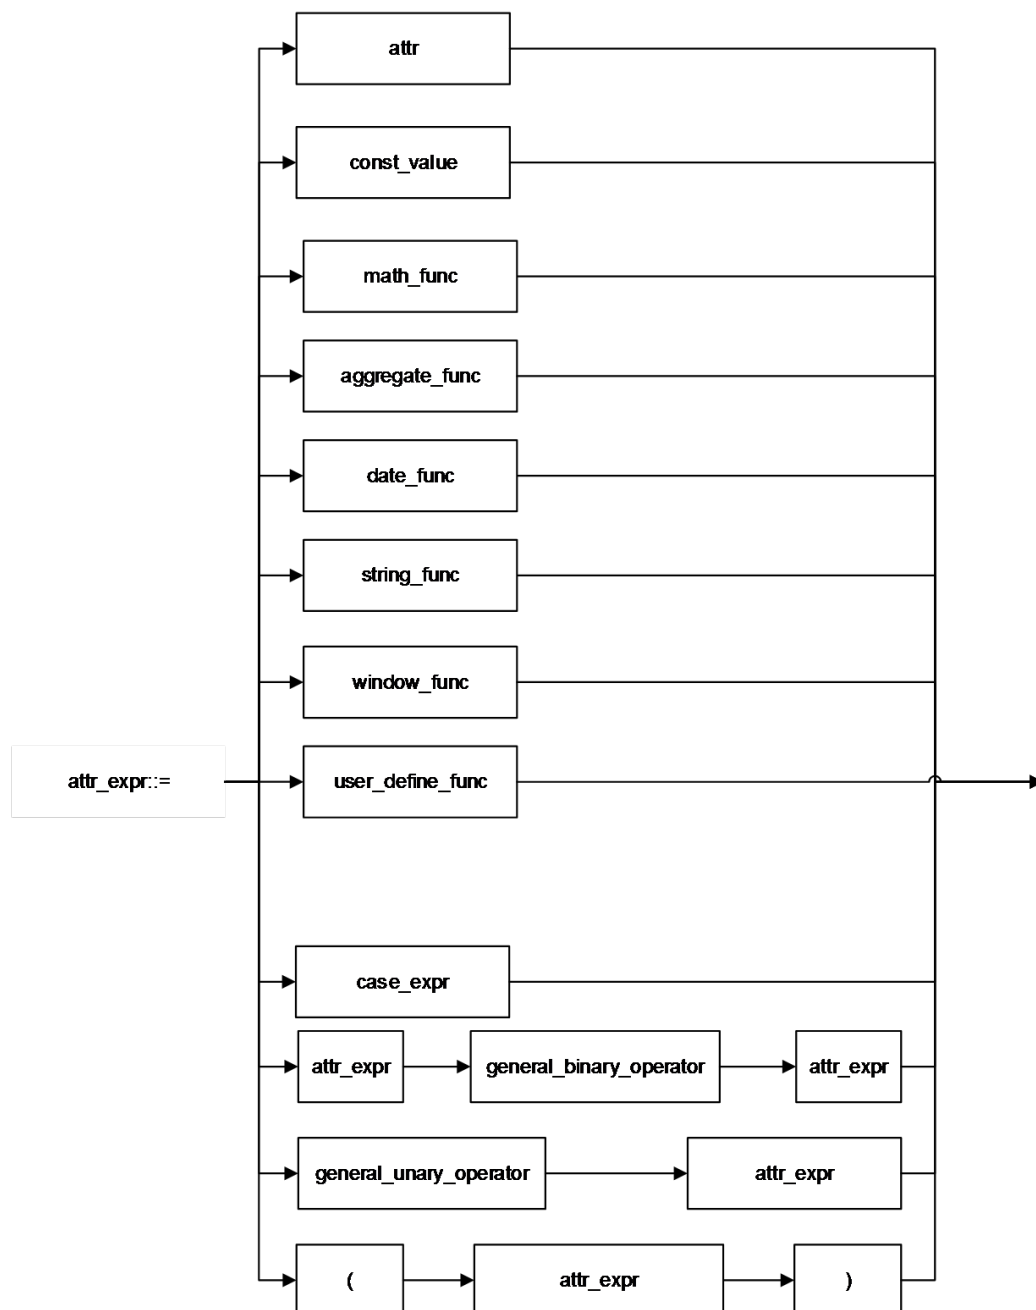 attr
const_value
math_func
aggregate_func
date_func
string_func
window_func
attr_expr::= user_define_func
case_expr
attr_expr general_binary_operator attr_expr
general_unary_operator attr_expr
( attr_expr )